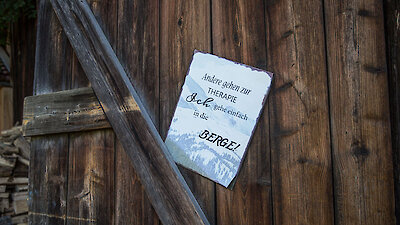 Andere gehen zur
THERAPIE
Ich gehe einfach
in die
BERGE!